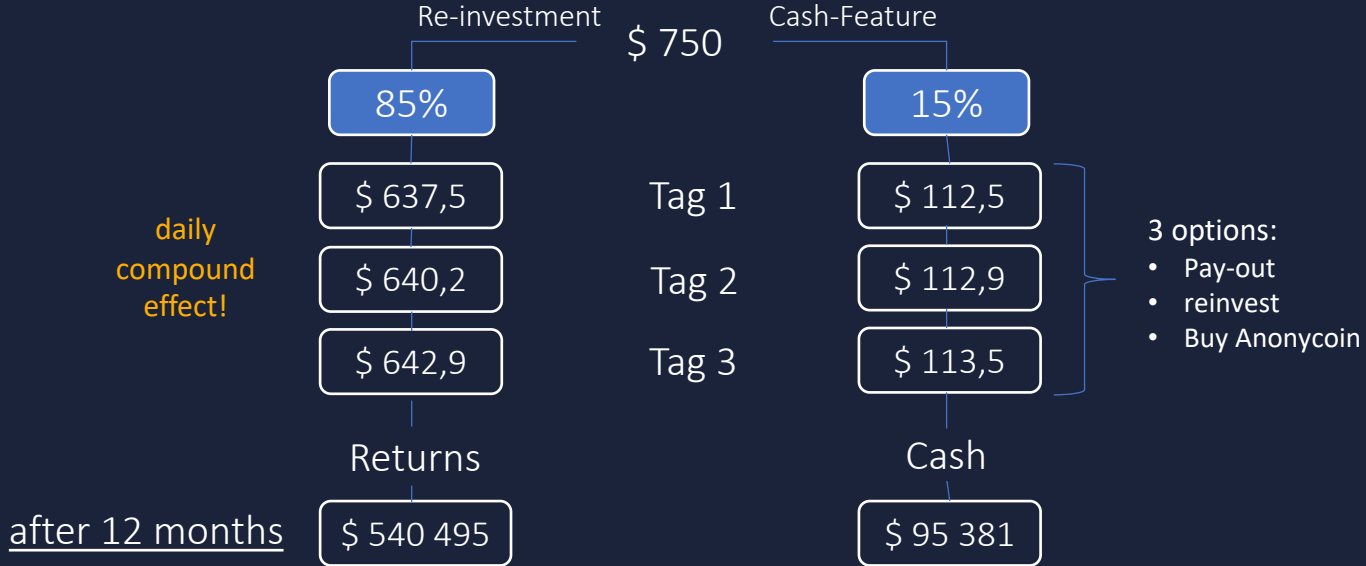 Re-investment
$ 750
Cash-Feature
85%
15%
$ 637,5
Tag 1
$ 112,5
daily
compound
effect!
$ 640,2
Tag 2
$ 112,9
3 options:
• Pay-out
• reinvest
• Buy Anonycoin
$ 642,9
Tag 3
$ 113,5
Returns
Cash
after 12 months
$ 540 495
$ 95 381